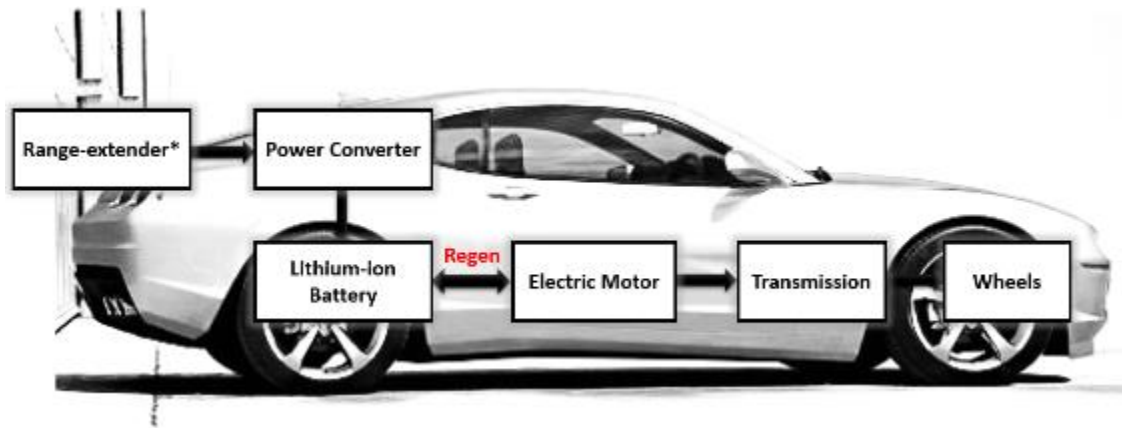 Range-extender*
Power Converter
Lithium-ion
Battery
Regen
Electric Motor
Transmission
Wheels